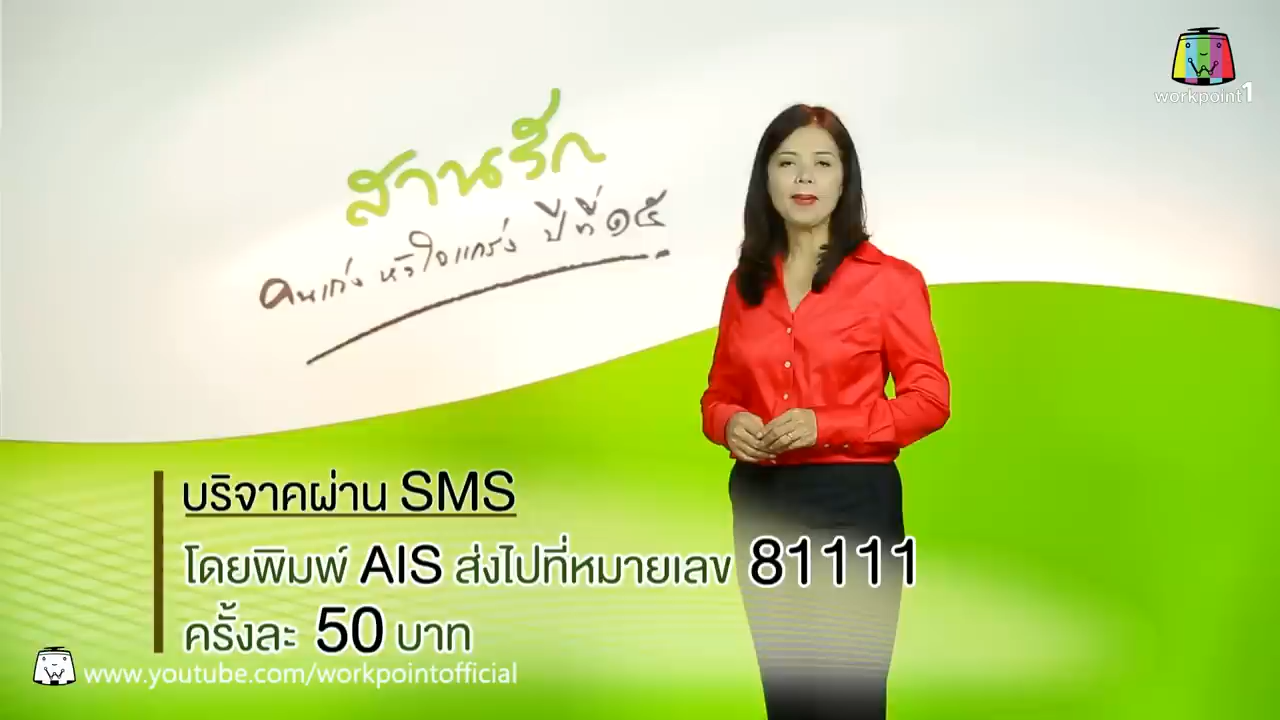 workpoint1
สานรัก
คนเก่ง หัวใจแกร่ง ปีที่ ๑๕
บริจาคผ่าน SMS
โดยพิมพ์ AIS ส่งไปที่หมายเลข 81111
ครั้งละ 50 บาท
www.youtube.com/workpointofficial